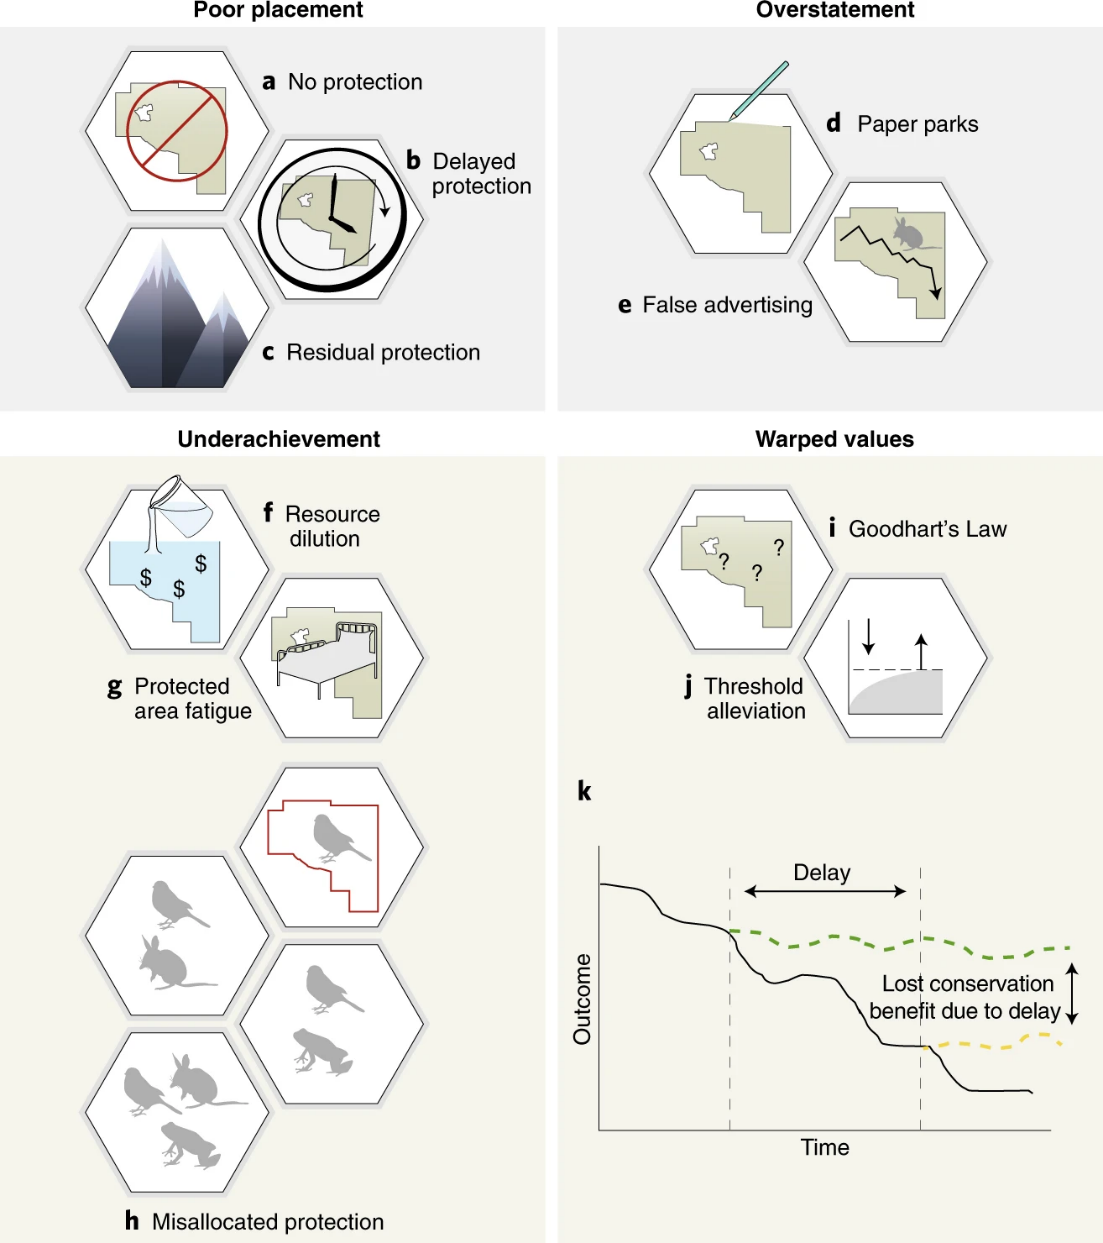 Poor placement
a No protection
b Delayed
protection
c Residual protection
Overstatement
d Paper parks
e False advertising
Underachievement
f Resource
dilution
$ $ $
g Protected
area fatigue
h Misallocated protection
Warped values
i Goodhart’s Law
? ? ?
j Threshold
alleviation
k
Delay
Lost conservation
benefit due to delay
Outcome
Time